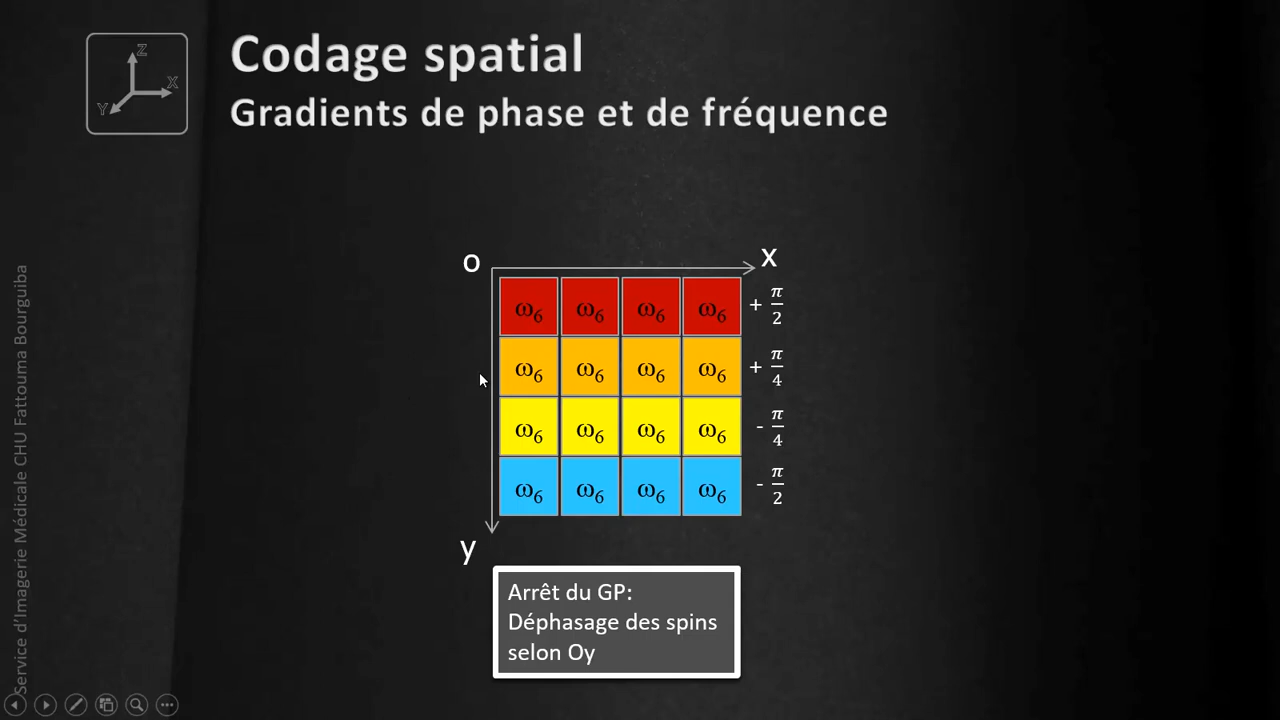 Z
X
Y
Codage spatial
Gradients de phase et de fréquence
Service d'Imagerie Médicale CHU Fattouma Bourguiba
O
X
ω₆ ω₆ ω₆ ω₆ + π/2
ω₆ ω₆ ω₆ ω₆ + π/4
ω₆ ω₆ ω₆ ω₆ - π/4
ω₆ ω₆ ω₆ ω₆ - π/2
y
Arrêt du GP:
Déphasage des spins
selon Oy